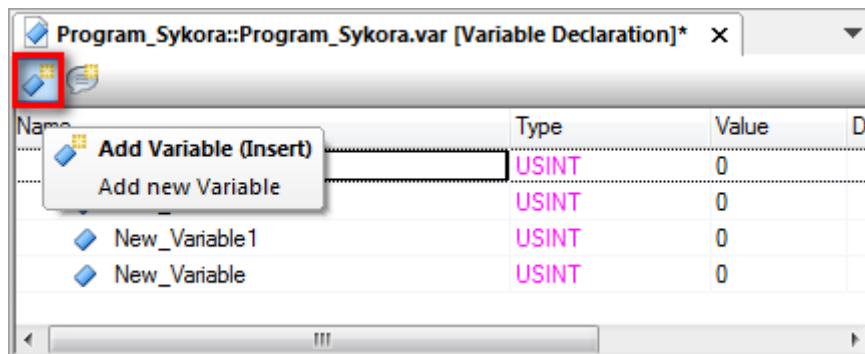 Program_Sykora::Program_Sykora.var [Variable Declaration]*
Type Value
Add Variable (Insert)
USINT 0
Add new Variable
USINT 0
New_Variable1 USINT 0
New_Variable USINT 0